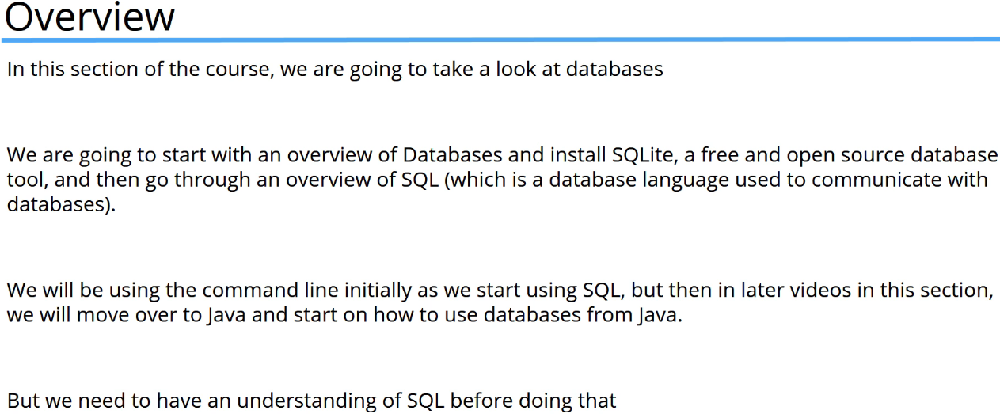 Overview
In this section of the course, we are going to take a look at databases
We are going to start with an overview of Databases and install SQLite, a free and open source database
tool, and then go through an overview of SQL (which is a database language used to communicate with
databases).
We will be using the command line initially as we start using SQL, but then in later videos in this section,
we will move over to Java and start on how to use databases from Java.
But we need to have an understanding of SQL before doing that